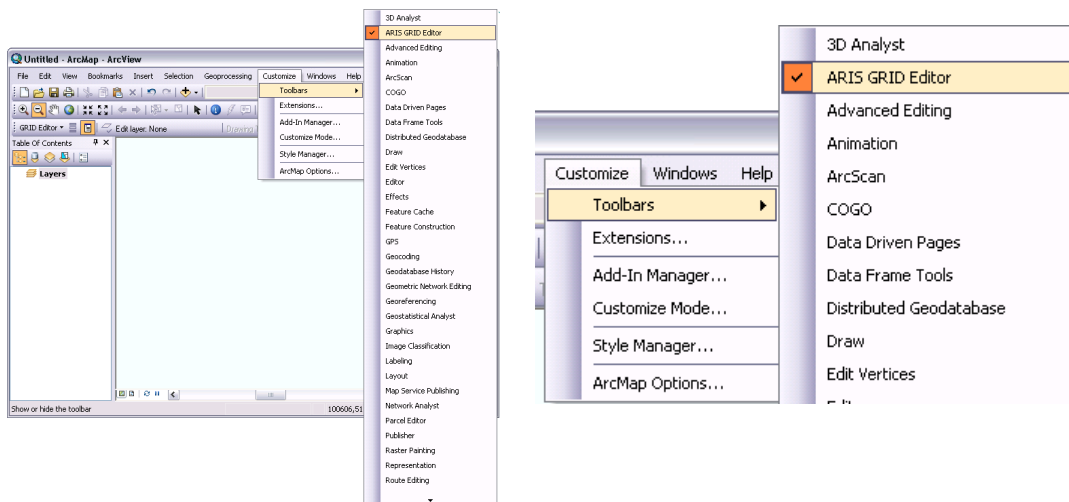 Untitled - ArcMap - ArcView
File Edit View Bookmarks Insert Selection Geoprocessing Customize Windows Help
GRID Editor Edit layer: None Drawing
Table Of Contents
Layers
Show or hide the toolbar
100606,51
Toolbars
Extensions...
Add-In Manager...
Customize Mode...
Style Manager...
ArcMap Options...
3D Analyst
ARIS GRID Editor
Advanced Editing
Animation
ArcScan
COGO
Data Driven Pages
Data Frame Tools
Distributed Geodatabase
Draw
Edit Vertices
Editor
Effects
Feature Cache
Feature Construction
GPS
Geocoding
Geodatabase History
Geometric Network Editing
Georeferencing
Geostatistical Analyst
Graphics
Image Classification
Labeling
Layout
Map Service Publishing
Network Analyst
Parcel Editor
Publisher
Raster Painting
Representation
Route Editing
Customize Windows Help
Toolbars
Extensions...
Add-In Manager...
Customize Mode...
Style Manager...
ArcMap Options...
3D Analyst
ARIS GRID Editor
Advanced Editing
Animation
ArcScan
COGO
Data Driven Pages
Data Frame Tools
Distributed Geodatabase
Draw
Edit Vertices